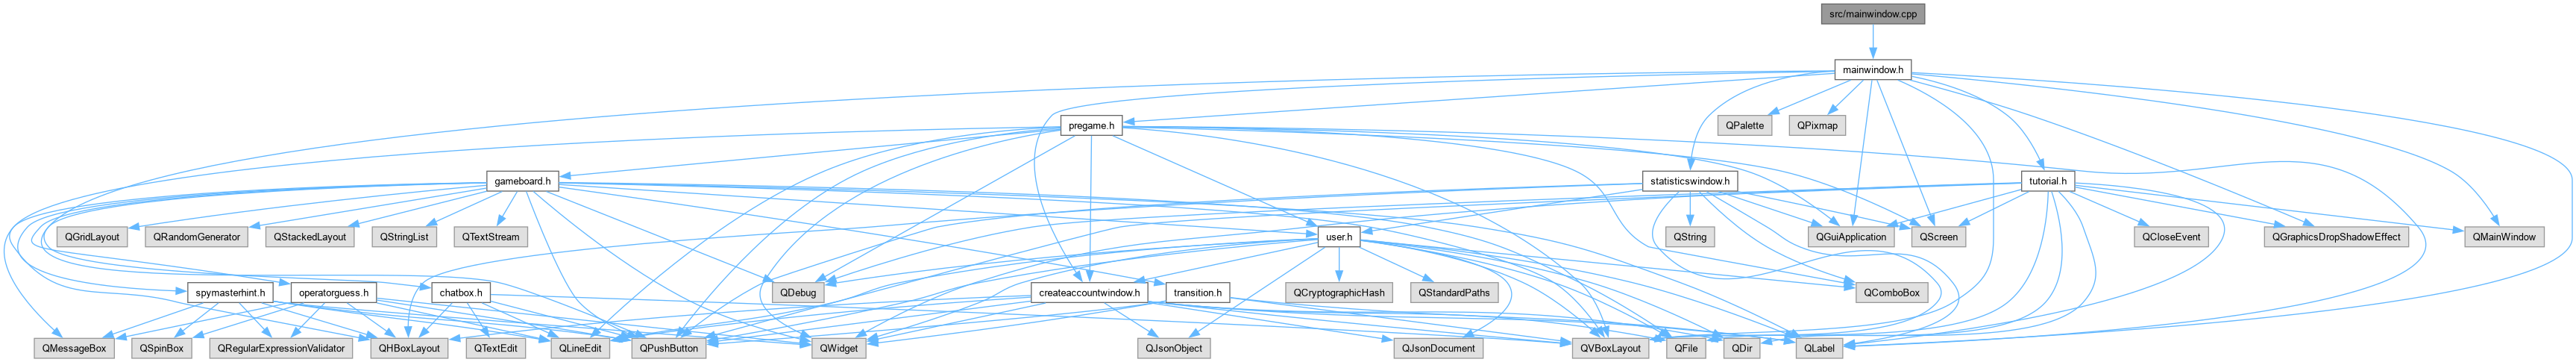 src/mainwindow.cpp
mainwindow.h
QPalette
QPixmap
pregame.h
gameboard.h
statisticswindow.h
tutorial.h
QGridLayout
QRandomGenerator
QStackedLayout
QStringList
QTextStream
user.h
QString
QGuiApplication
QScreen
QCloseEvent
QGraphicsDropShadowEffect
QMainWindow
spymasterhint.h
operatorguess.h
chatbox.h
QDebug
createaccountwindow.h
transition.h
QCryptographicHash
QStandardPaths
QComboBox
QMessageBox
QSpinBox
QRegularExpressionValidator
QHBoxLayout
QTextEdit
QLineEdit
QPushButton
QWidget
QJsonObject
QJsonDocument
QVBoxLayout
QFile
QDir
QLabel